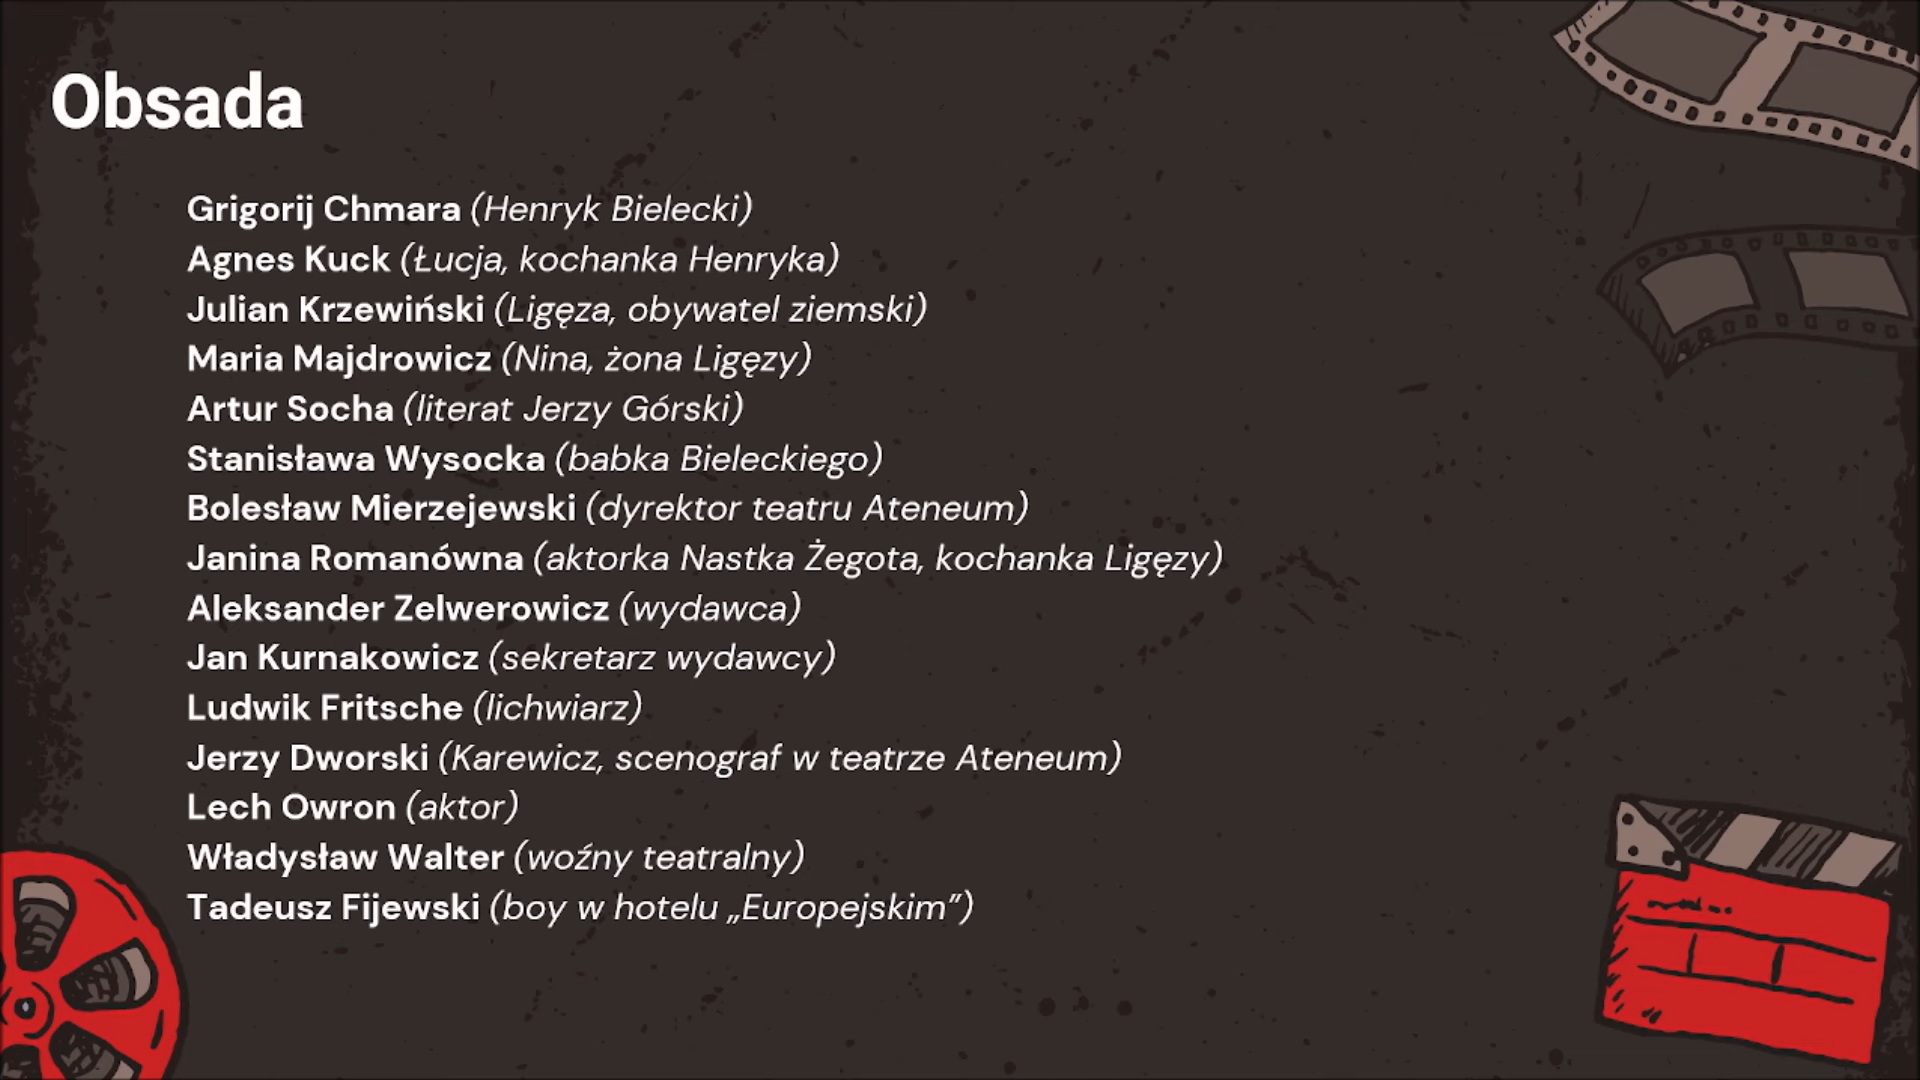 Obsada
Grigorij Chmara (Henryk Bielecki)
Agnes Kuck (Łucja, kochanka Henryka)
Julian Krzewiński (Ligęza, obywatel ziemski)
Maria Majdrowicz (Nina, żona Ligęzy)
Artur Socha (literat Jerzy Górski)
Stanisława Wysocka (babka Bieleckiego)
Bolesław Mierzejewski (dyrektor teatru Ateneum)
Janina Romanówna (aktorka Nastka Żegota, kochanka Ligęzy)
Aleksander Zelwerowicz (wydawca)
Jan Kurnakowicz (sekretarz wydawcy)
Ludwik Fritsche (lichwiarz)
Jerzy Dworski (Karewicz, scenograf w teatrze Ateneum)
Lech Owron (aktor)
Władysław Walter (woźny teatralny)
Tadeusz Fijewski (boy w hotelu „Europejskim”)